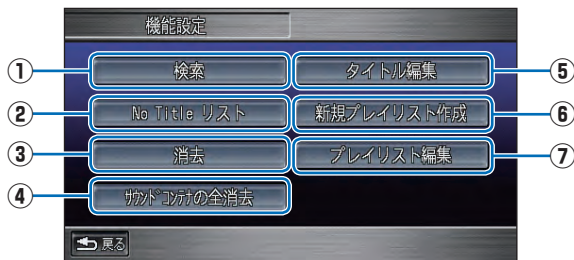 機能設定
① 検索
② No Title リスト
③ 消去
④ サウンドコンテナの全消去
⑤ タイトル編集
⑥ 新規プレイリスト作成
⑦ プレイリスト編集
戻る